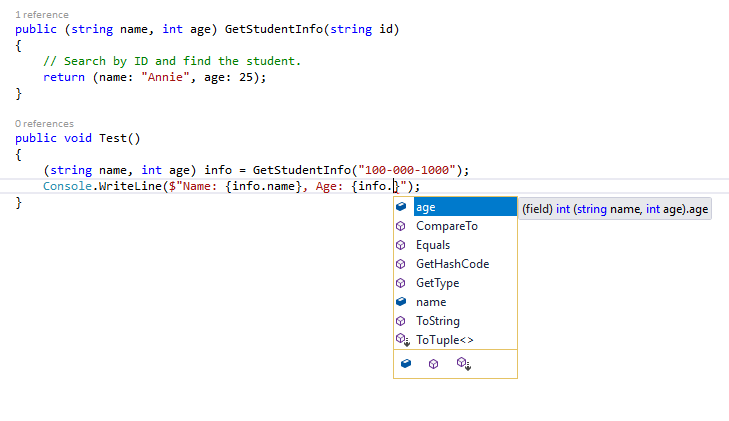 1 reference
public (string name, int age) GetStudentInfo(string id)
{
    // Search by ID and find the student.
    return (name: "Annie", age: 25);
}
0 references
public void Test()
{
    (string name, int age) info = GetStudentInfo("100-000-1000");
    Console.WriteLine($"Name: {info.name}, Age: {info.}");
}
age
(field) int (string name, int age).age
CompareTo
Equals
GetHashCode
GetType
name
ToString
ToTuple<>